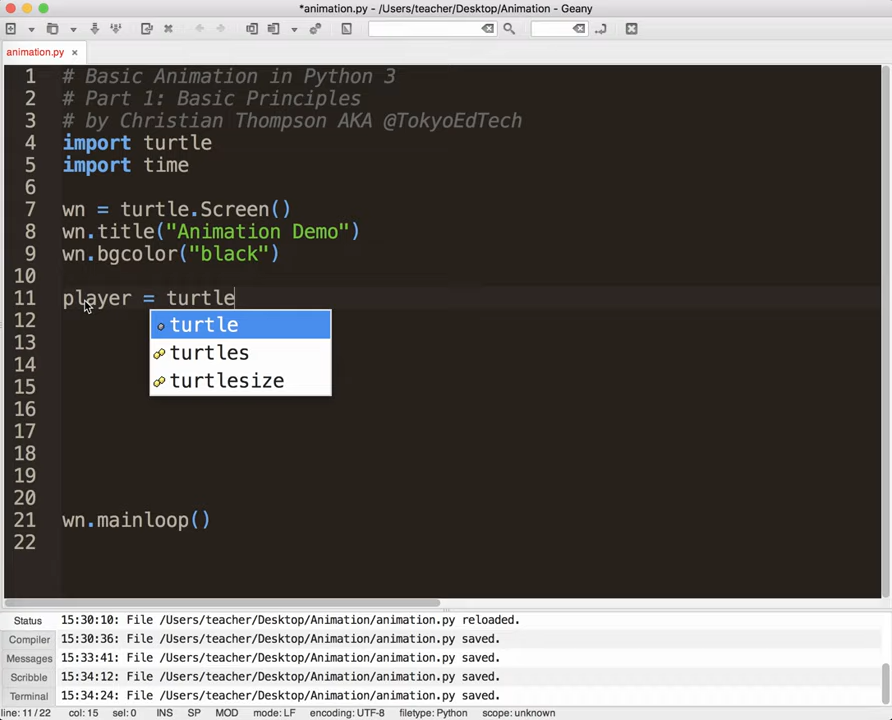 *animation.py - /Users/teacher/Desktop/Animation - Geany
animation.py ×
1 # Basic Animation in Python 3
2 # Part 1: Basic Principles
3 # by Christian Thompson AKA @TokyoEdTech
4 import turtle
5 import time
6
7 wn = turtle.Screen()
8 wn.title("Animation Demo")
9 wn.bgcolor("black")
10
11 player = turtle
12 turtle
13 turtles
14 turtlesize
15
16
17
18
19
20
21 wn.mainloop()
22
Status 15:30:10: File /Users/teacher/Desktop/Animation/animation.py reloaded.
Compiler 15:30:36: File /Users/teacher/Desktop/Animation/animation.py saved.
Messages 15:33:41: File /Users/teacher/Desktop/Animation/animation.py saved.
Scribble 15:34:12: File /Users/teacher/Desktop/Animation/animation.py saved.
Terminal 15:34:24: File /Users/teacher/Desktop/Animation/animation.py saved.
line: 11 / 22 col: 15 sel: 0 INS SP MOD mode: LF encoding: UTF-8 filetype: Python scope: unknown